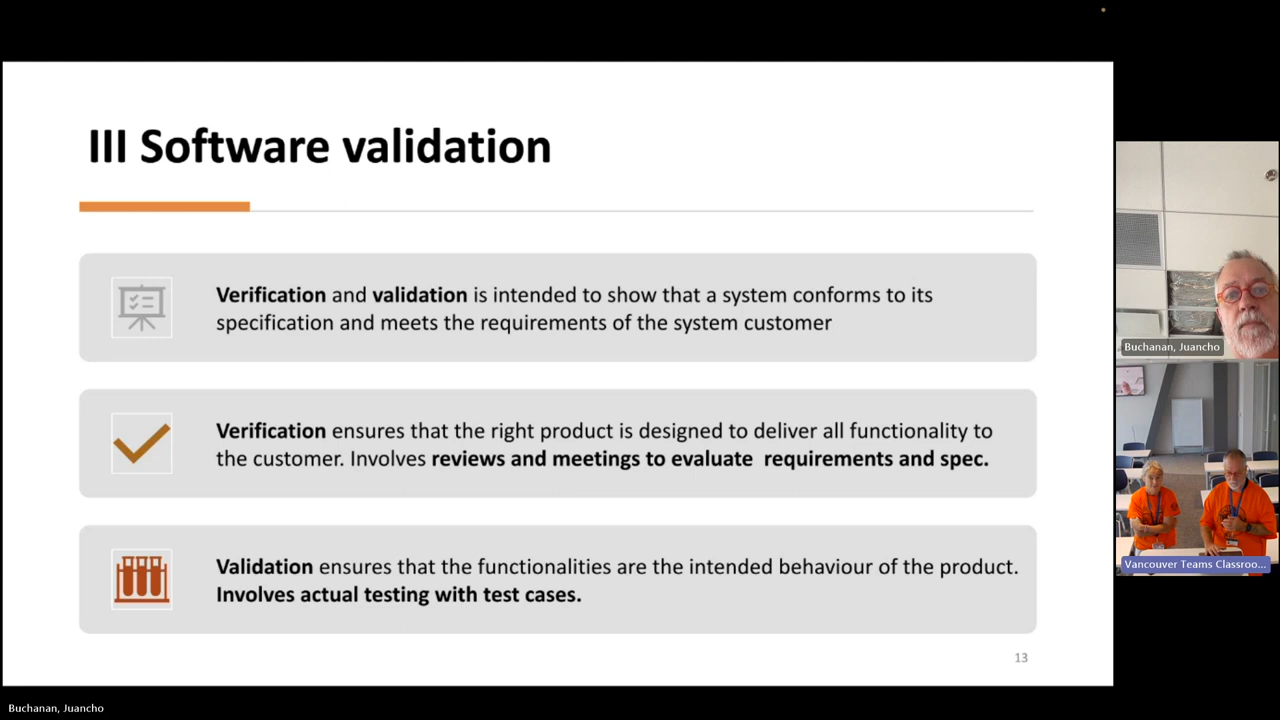 III Software validation
Verification and validation is intended to show that a system conforms to its
specification and meets the requirements of the system customer
Verification ensures that the right product is designed to deliver all functionality to
the customer. Involves reviews and meetings to evaluate  requirements and spec.
Validation ensures that the functionalities are the intended behaviour of the product.
Involves actual testing with test cases.
13
Buchanan, Juancho
Vancouver Teams Classroo...
Buchanan, Juancho